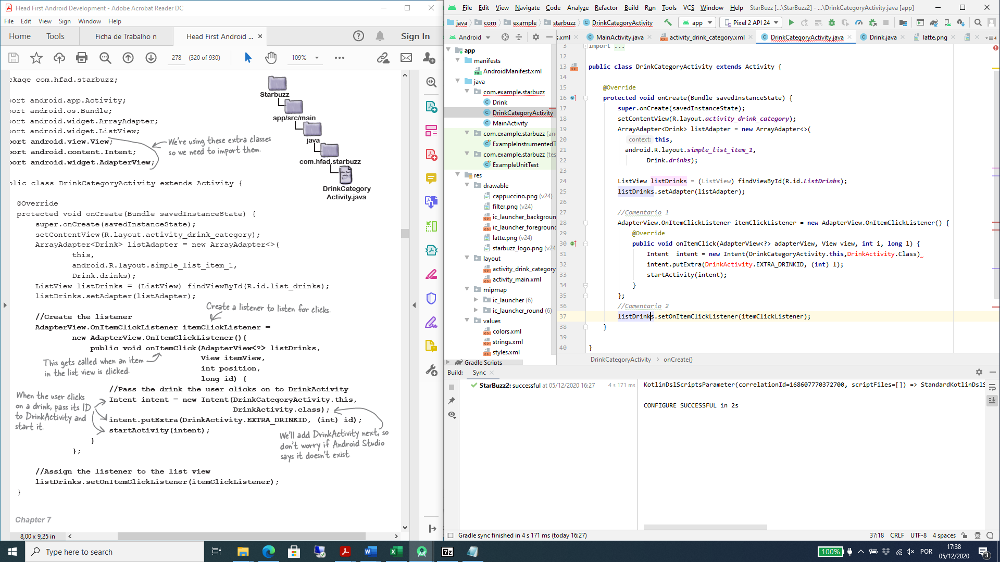 Head First Android Development - Adobe Acrobat Reader DC
File Edit View Sign Window Help
Home Tools Ficha de Trabalho n Head First Android ... Sign In
278 (320 of 930) 109%
ckage com.hfad.starbuzz;
port android.app.Activity;
port android.os.Bundle;
port android.widget.ArrayAdapter;
port android.widget.ListView;
port android.view.View;
port android.content.Intent;
port android.widget.AdapterView;
We're using these extra classes
so we need to import them.
Starbuzz
app/src/main
java
com.hfad.starbuzz
DrinkCategory
Activity.java
blic class DrinkCategoryActivity extends Activity {
@Override
protected void onCreate(Bundle savedInstanceState) {
super.onCreate(savedInstanceState);
setContentView(R.layout.activity_drink_category);
ArrayAdapter<Drink> listAdapter = new ArrayAdapter<>(
this,
android.R.layout.simple_list_item_1,
Drink.drinks);
ListView listDrinks = (ListView) findViewById(R.id.list_drinks);
listDrinks.setAdapter(listAdapter);
Create a listener to listen for clicks.
//Create the listener
AdapterView.OnItemClickListener itemClickListener =
new AdapterView.OnItemClickListener(){
public void onItemClick(AdapterView<?> listDrinks,
View itemView,
int position,
long id) {
This gets called when an item
in the list view is clicked.
//Pass the drink the user clicks on to DrinkActivity
Intent intent = new Intent(DrinkCategoryActivity.this,
DrinkActivity.class);
intent.putExtra(DrinkActivity.EXTRA_DRINKID, (int) id);
startActivity(intent);
}
};
When the user clicks
on a drink, pass its ID
to DrinkActivity and
start it.
We'll add DrinkActivity next, so
don't worry if Android Studio
says it doesn't exist.
//Assign the listener to the list view
listDrinks.setOnItemClickListener(itemClickListener);
}
Chapter 7
8,00 x 9,25 in
File Edit View Navigate Code Analyze Refactor Build Run Tools VCS Window Help StarBuzz [...\StarBuzz2] - ...\DrinkCategoryActivity.java [app]
java com example starbuzz DrinkCategoryActivity app Pixel 2 API 24
Android s.xml MainActivity.java activity_drink_category.xml DrinkCategoryActivity.java Drink.java latte.png
app
manifests
AndroidManifest.xml
java
com.example.starbuzz
Drink
DrinkCategoryActivity
MainActivity
com.example.starbuzz (an
ExampleInstrumentedT
com.example.starbuzz (tes
ExampleUnitTest
res
drawable
cappuccino.png (v24)
filter.png (v24)
ic_launcher_backgroun
ic_launcher_foreground
latte.png (v24)
starbuzz_logo.png (v24
layout
activity_drink_category
activity_main.xml
mipmap
ic_launcher (6)
ic_launcher_round (6)
values
colors.xml
strings.xml
styles.xml
Gradle Scripts
3 import ...
12
13 public class DrinkCategoryActivity extends Activity {
14
15 @Override
16 protected void onCreate(Bundle savedInstanceState) {
17 super.onCreate(savedInstanceState);
18 setContentView(R.layout.activity_drink_category);
19 ArrayAdapter<Drink> listAdapter = new ArrayAdapter<>(
20 context: this,
21 android.R.layout.simple_list_item_1,
22 Drink.drinks);
23
24 ListView listDrinks = (ListView) findViewById(R.id.ListDrinks);
25 listDrinks.setAdapter(listAdapter);
26
27 //Comentario 1
28 AdapterView.OnItemClickListener itemClickListener = new AdapterView.OnItemClickListener() {
29 @Override
30 public void onItemClick(AdapterView<?> adapterView, View view, int i, long l) {
31 Intent intent = new Intent(DrinkCategoryActivity.this,DrinkActivity.Class)
32 intent.putExtra(DrinkActivity.EXTRA_DRINKID, (int) l);
33 startActivity(intent);
34 }
35 };
36 //Comentario 2
37 listDrinks.setOnItemClickListener(itemClickListener);
38 }
39
40 }
DrinkCategoryActivity onCreate()
Build: Sync
StarBuzz2: successful at 05/12/2020 16:27 4 s 171 ms
KotlinDslScriptsParameter(correlationId=168607770372700, scriptFiles=[]) => StandardKotlinDslS
CONFIGURE SUCCESSFUL in 2s
Gradle sync finished in 4 s 171 ms (today 16:27) 37:18 CRLF UTF-8 4 spaces
Type here to search
100% POR 17:38
05/12/2020
3